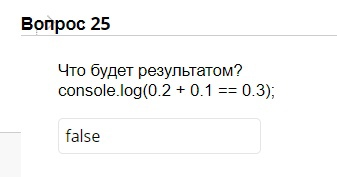 Вопрос 25
Что будет результатом?
console.log(0.2 + 0.1 == 0.3);
false